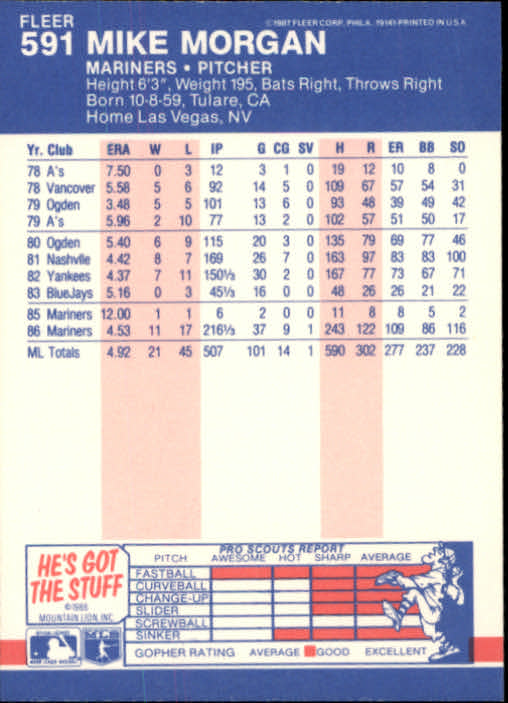 FLEER
©1987 FLEER CORP. PHILA. 19141-PRINTED IN U.S.A.
591 MIKE MORGAN
MARINERS • PITCHER
Height 6'3", Weight 195, Bats Right, Throws Right
Born 10-8-59, Tulare, CA
Home Las Vegas, NV
Yr. Club ERA W L IP G CG SV H R ER BB SO
78 A's 7.50 0 3 12 3 1 0 19 12 10 8 0
78 Vancover 5.58 5 6 92 14 5 0 109 67 57 54 31
79 Ogden 3.48 5 5 101 13 6 0 93 48 39 49 42
79 A's 5.96 2 10 77 13 2 0 102 57 51 50 17
80 Ogden 5.40 6 9 115 20 3 0 135 79 69 77 46
81 Nashvlle 4.42 8 7 169 26 7 0 163 97 83 83 100
82 Yankees 4.37 7 11 150⅓ 30 2 0 167 77 73 67 71
83 BlueJays 5.16 0 3 45⅓ 16 0 0 48 26 26 21 22
85 Mariners 12.00 1 1 6 2 0 0 11 8 8 5 2
86 Mariners 4.53 11 17 216⅓ 37 9 1 243 122 109 86 116
ML Totals 4.92 21 45 507 101 14 1 590 302 277 237 228
HE'S GOT
THE STUFF
©1986
MOUNTAIN LION, INC.
PRO SCOUTS REPORT
PITCH AWESOME HOT SHARP AVERAGE
FASTBALL
CURVEBALL
CHANGE-UP
SLIDER
SCREWBALL
SINKER
GOPHER RATING AVERAGE GOOD EXCELLENT
MLB